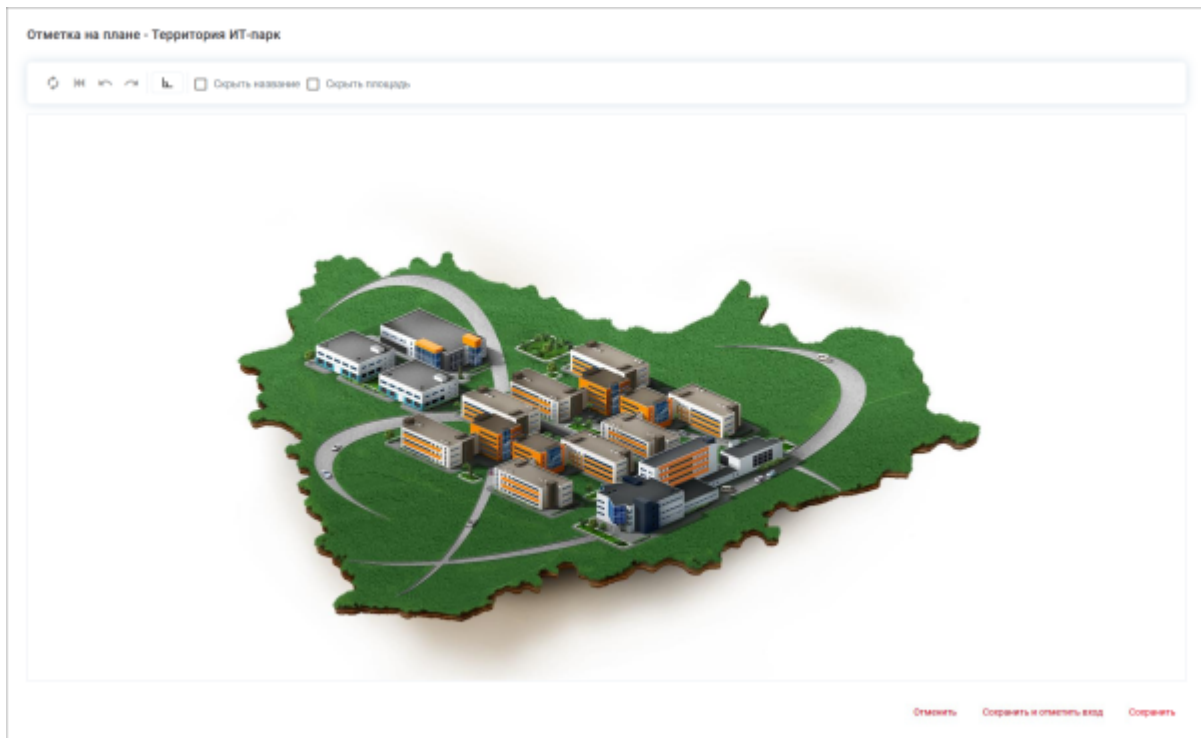 Отметка на плане - Территория ИТ-парк
Скрыть название Скрыть площадь
Отменить Сохранить и отметить вход Сохранить